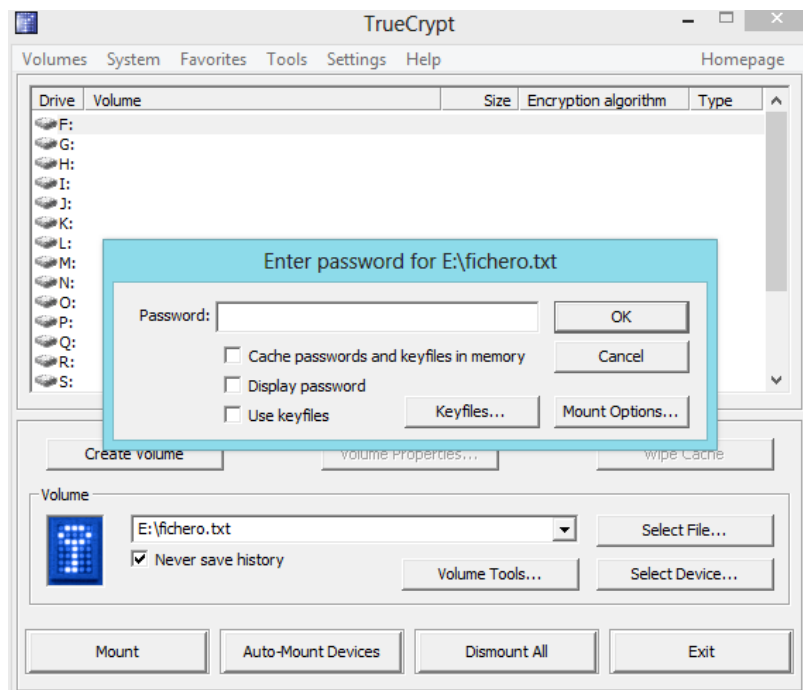 TrueCrypt
Volumes System Favorites Tools Settings Help Homepage
Drive Volume Size Encryption algorithm Type
F:
G:
H:
I:
J:
K:
L:
M:
N:
O:
P:
Q:
R:
S:
Enter password for E:\fichero.txt
Password: OK
Cache passwords and keyfiles in memory Cancel
Display password
Use keyfiles Keyfiles... Mount Options...
Create Volume Volume Properties... Wipe Cache
Volume
E:\fichero.txt Select File...
Never save history
Volume Tools... Select Device...
Mount Auto-Mount Devices Dismount All Exit